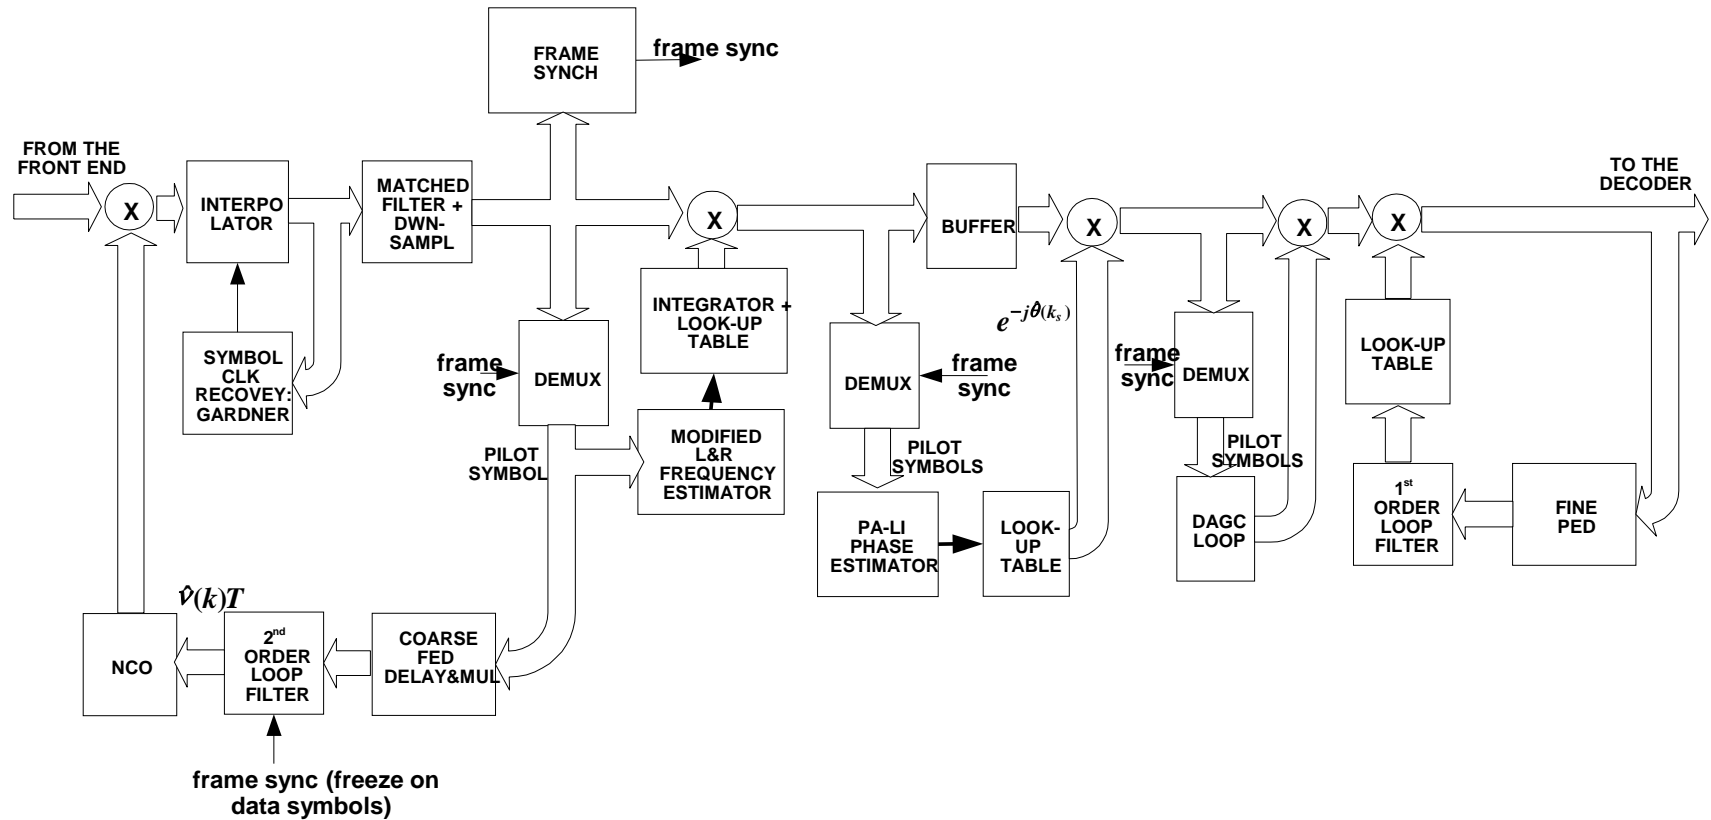 FRAME
SYNCH
frame sync
FROM THE
FRONT END
X
INTERPO
LATOR
MATCHED
FILTER +
DWN-
SAMPL
X
BUFFER
X
X
X
TO THE
DECODER
SYMBOL
CLK
RECOVEY:
GARDNER
frame
sync
DEMUX
INTEGRATOR +
LOOK-UP
TABLE
DEMUX
frame
sync
e^{-j\hat{θ}(k_s)}
frame
sync
DEMUX
LOOK-UP
TABLE
PILOT
SYMBOL
MODIFIED
L&R
FREQUENCY
ESTIMATOR
PILOT
SYMBOLS
PILOT
SYMBOLS
PA-LI
PHASE
ESTIMATOR
LOOK-
UP
TABLE
DAGC
LOOP
1st
ORDER
LOOP
FILTER
FINE
PED
ν̂(k)T
NCO
2nd
ORDER
LOOP
FILTER
COARSE
FED
DELAY&MUL
frame sync (freeze on
data symbols)